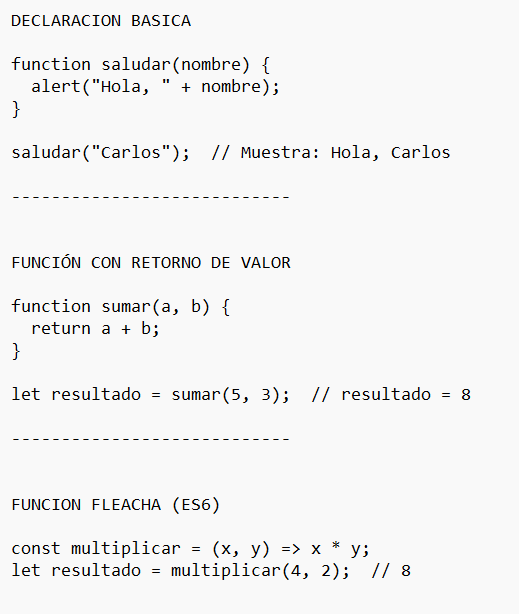 DECLARACION BASICA
function saludar(nombre) {
  alert("Hola, " + nombre);
}
saludar("Carlos");  // Muestra: Hola, Carlos
----------------------------
FUNCIÓN CON RETORNO DE VALOR
function sumar(a, b) {
  return a + b;
}
let resultado = sumar(5, 3);  // resultado = 8
----------------------------
FUNCION FLEACHA (ES6)
const multiplicar = (x, y) => x * y;
let resultado = multiplicar(4, 2);  // 8